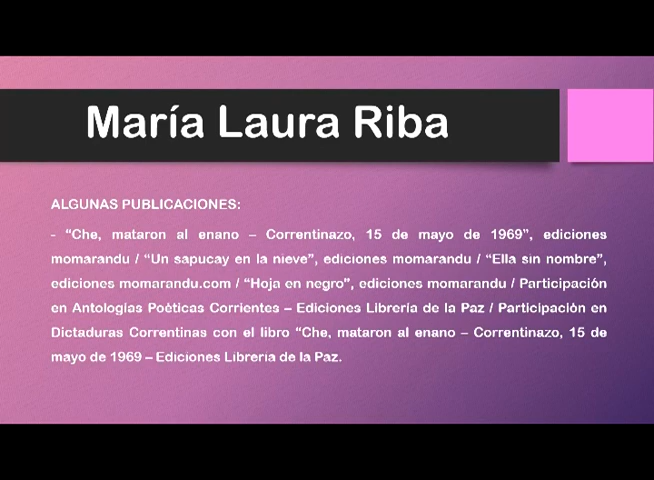 María Laura Riba
ALGUNAS PUBLICACIONES:
- “Che, mataron al enano – Correntinazo, 15 de mayo de 1969”, ediciones
momarandu / “Un sapucay en la nieve”, ediciones momarandu / “Ella sin nombre”,
ediciones momarandu.com / “Hoja en negro”, ediciones momarandu / Participación
en Antologías Poéticas Corrientes – Ediciones Librería de la Paz / Participación en
Dictaduras Correntinas con el libro “Che, mataron al enano – Correntinazo, 15 de
mayo de 1969 – Ediciones Librería de la Paz.